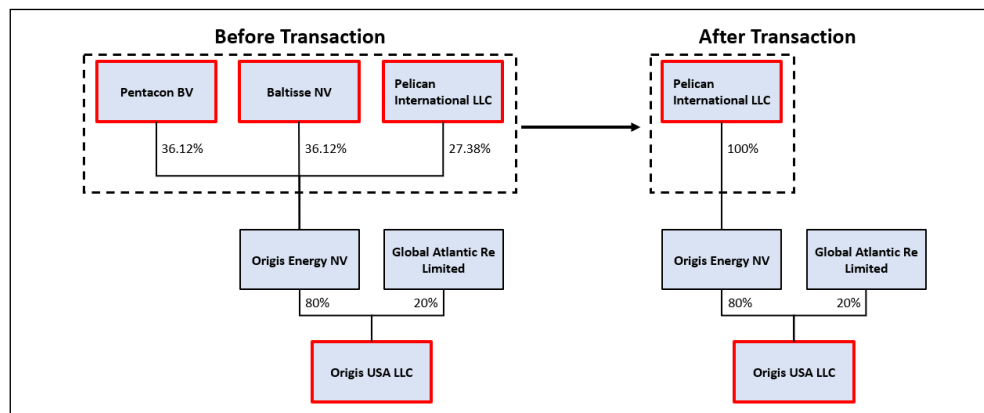 Before Transaction
After Transaction
Pentacon BV
Baltisse NV
Pelican
International LLC
Pelican
International LLC
36.12%
36.12%
27.38%
100%
Origis Energy NV
Global Atlantic Re
Limited
Origis Energy NV
Global Atlantic Re
Limited
80%
20%
80%
20%
Origis USA LLC
Origis USA LLC